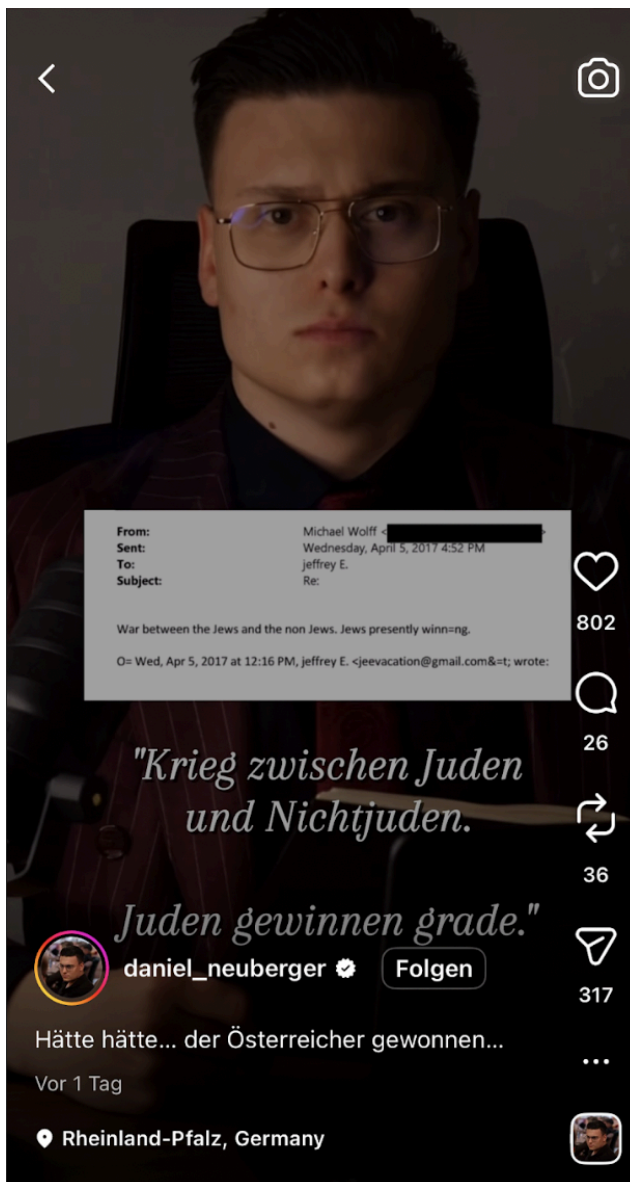 From: Michael Wolff <
Sent: Wednesday, April 5, 2017 4:52 PM
To: jeffrey E.
Subject: Re:
War between the Jews and the non Jews. Jews presently winn=ng.
O= Wed, Apr 5, 2017 at 12:16 PM, jeffrey E. <jeevacation@gmail.com&=t; wrote:
802
26
"Krieg zwischen Juden
und Nichtjuden.
36
Juden gewinnen grade."
daniel_neuberger Folgen
317
Hätte hätte... der Österreicher gewonnen...
Vor 1 Tag
Rheinland-Pfalz, Germany